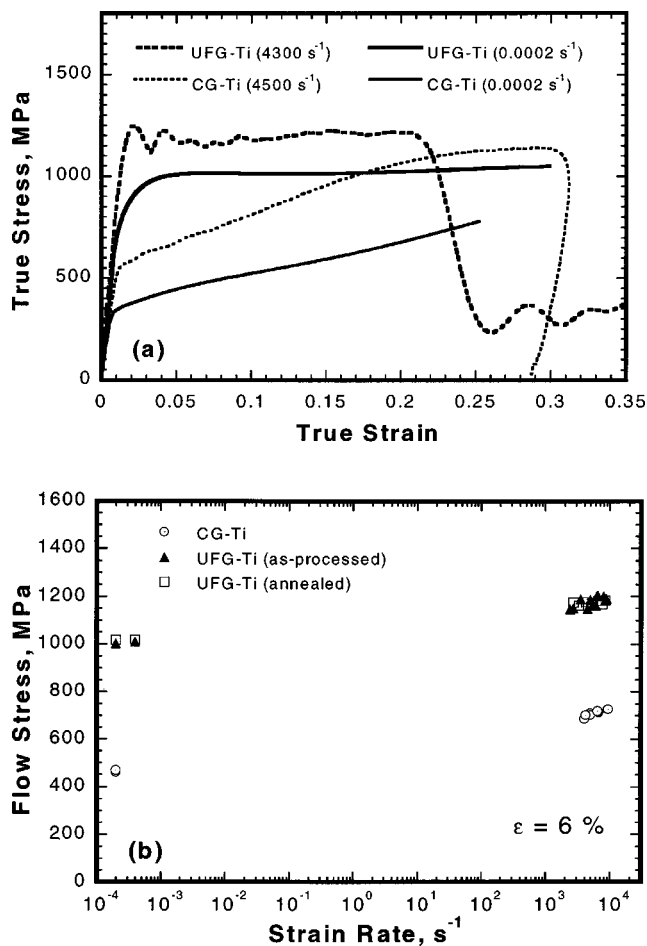 UFG-Ti (4300 s⁻¹) UFG-Ti (0.0002 s⁻¹)
CG-Ti (4500 s⁻¹) CG-Ti (0.0002 s⁻¹)
True Stress, MPa
1500
1000
500
0
(a)
0 0.05 0.1 0.15 0.2 0.25 0.3 0.35
True Strain
Flow Stress, MPa
1600
1400
1200
1000
800
600
400
200
0
CG-Ti
UFG-Ti (as-processed)
UFG-Ti (annealed)
ε = 6 %
(b)
10⁻⁴ 10⁻³ 10⁻² 10⁻¹ 10⁰ 10¹ 10² 10³ 10⁴
Strain Rate, s⁻¹